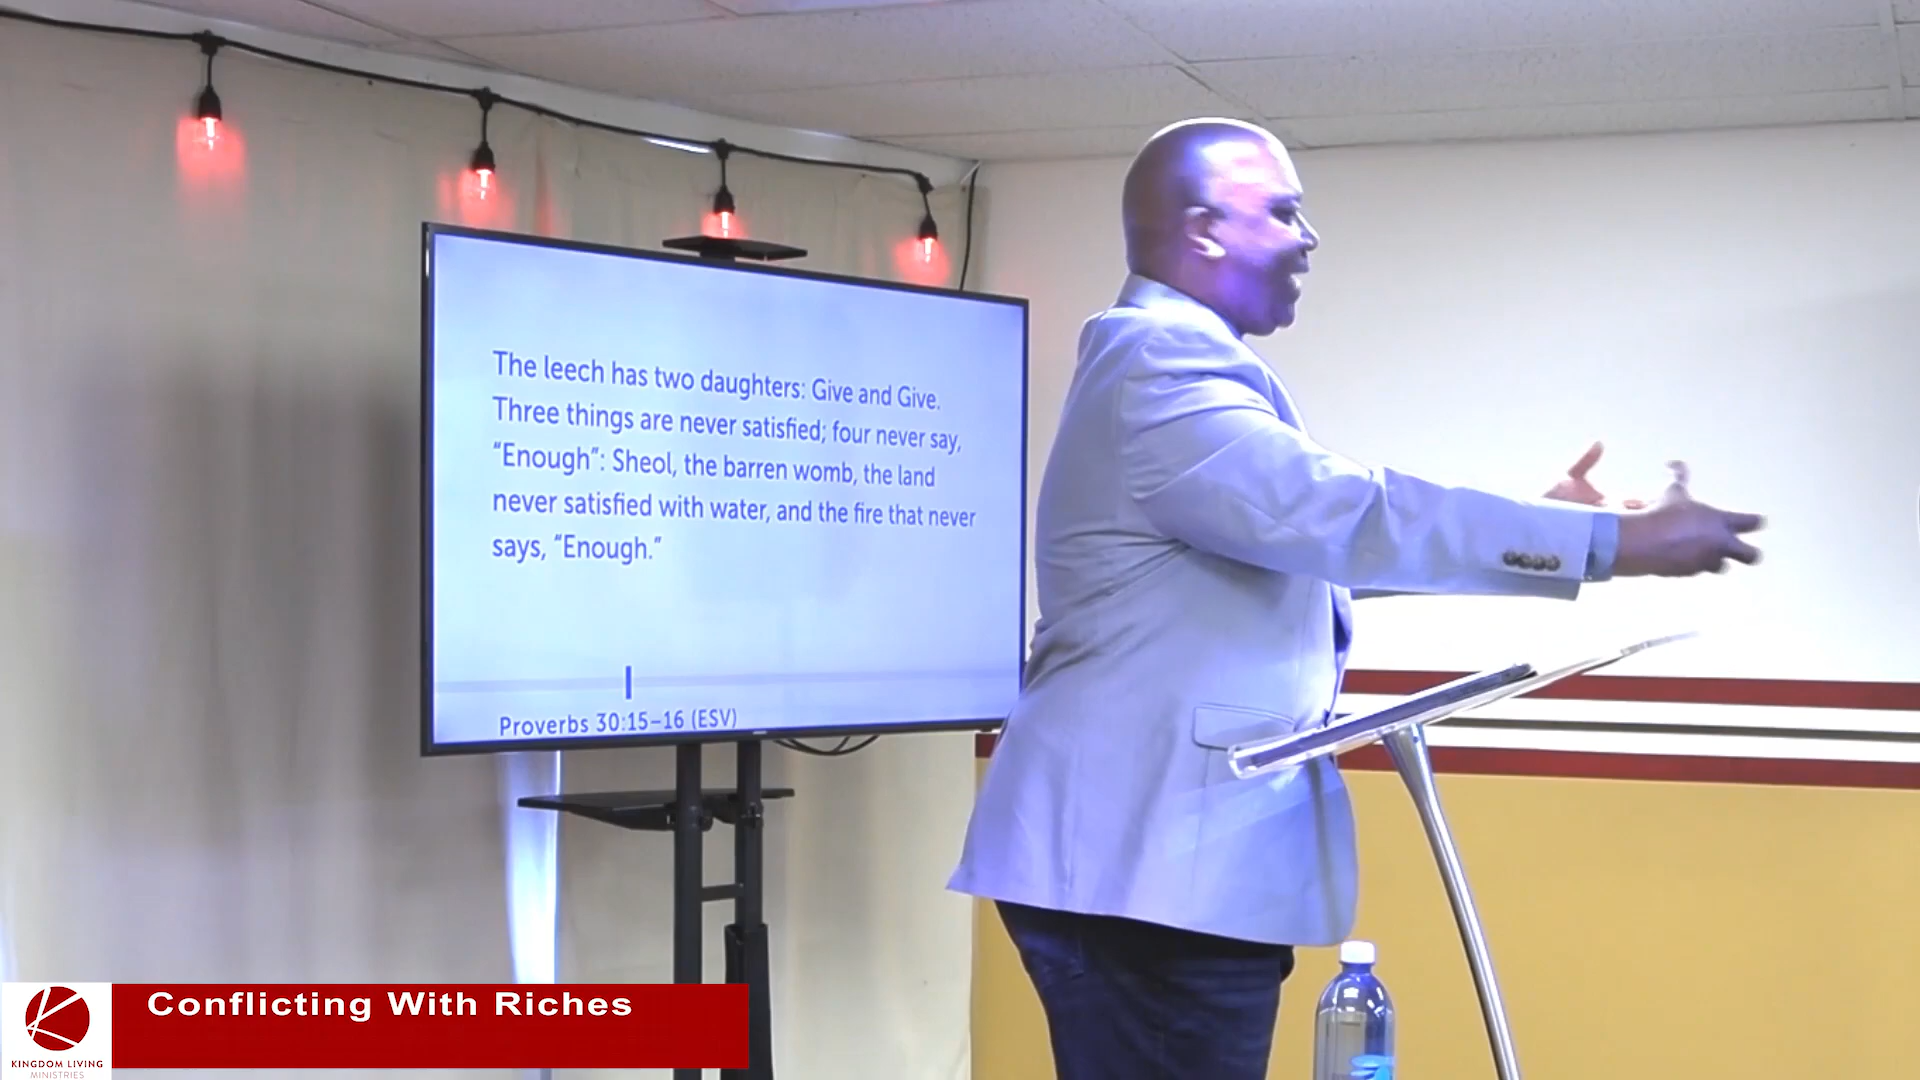 The leech has two daughters: Give and Give.
Three things are never satisfied; four never say,
“Enough”: Sheol, the barren womb, the land
never satisfied with water, and the fire that never
says, “Enough.”
Proverbs 30:15–16 (ESV)
Conflicting With Riches
KINGDOM LIVING
MINISTRIES